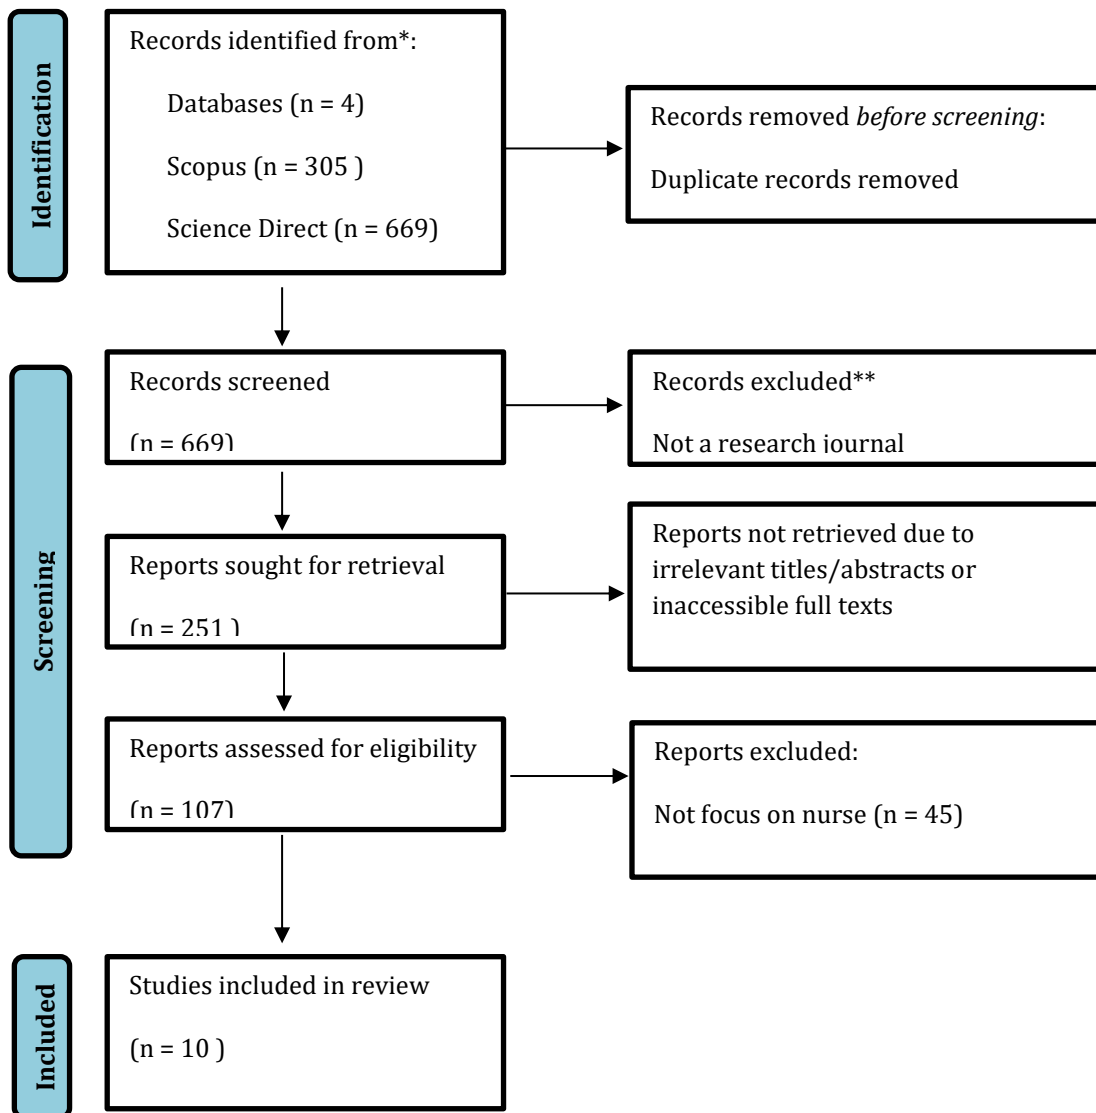 Identification
Records identified from*:
Databases (n = 4)
Scopus (n = 305 )
Science Direct (n = 669)
Records removed before screening:
Duplicate records removed
Screening
Records screened
(n = 669)
Records excluded**
Not a research journal
Reports sought for retrieval
(n = 251 )
Reports not retrieved due to
irrelevant titles/abstracts or
inaccessible full texts
Reports assessed for eligibility
(n = 107)
Reports excluded:
Not focus on nurse (n = 45)
Included
Studies included in review
(n = 10 )